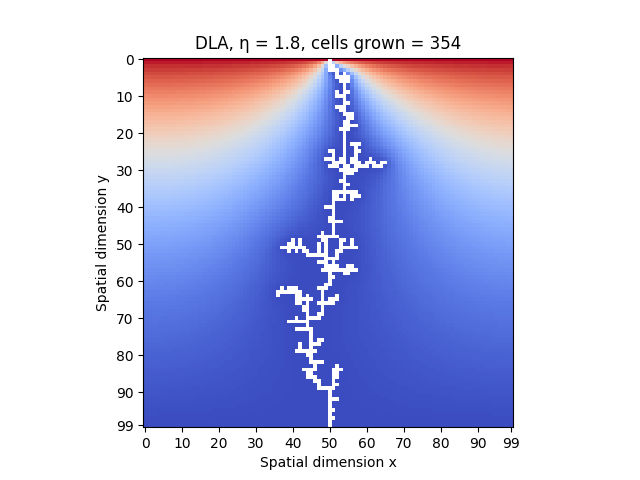 DLA, η = 1.8, cells grown = 354
0
10
20
30
40
50
60
70
80
90
99
Spatial dimension y
0 10 20 30 40 50 60 70 80 90 99
Spatial dimension x